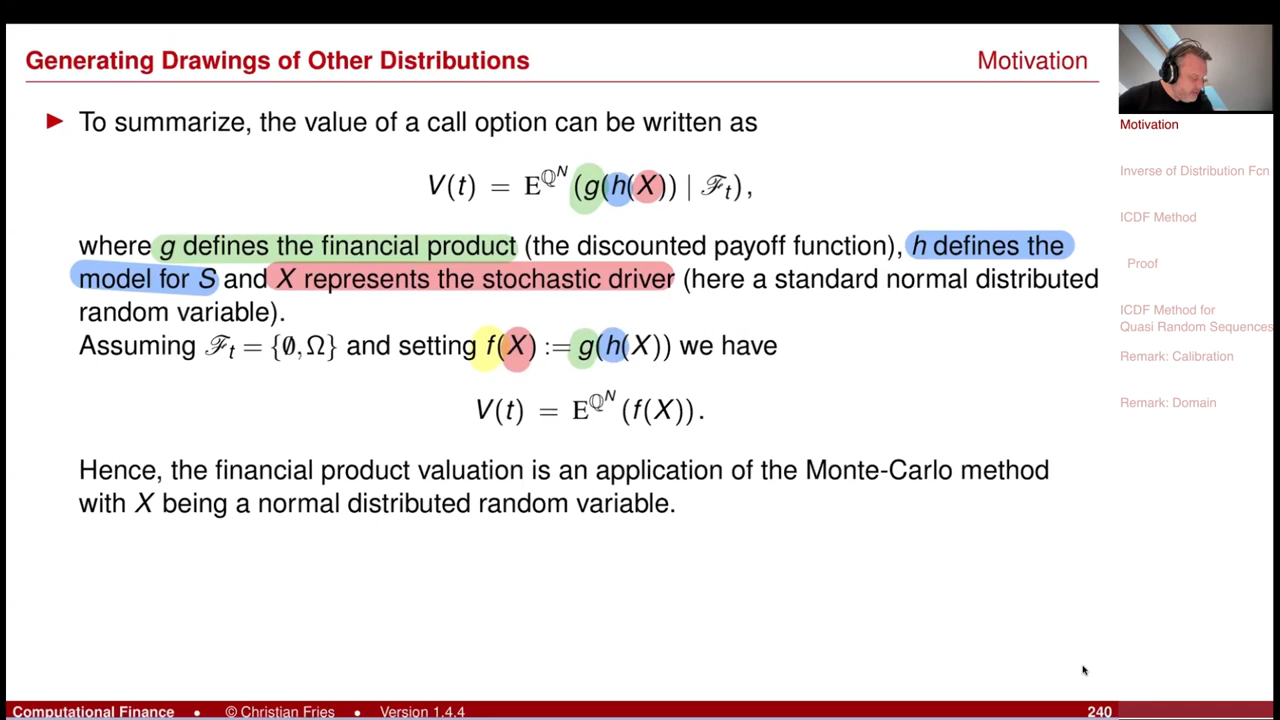 Generating Drawings of Other Distributions Motivation
► To summarize, the value of a call option can be written as
V(t) = E^{ℚ^N} (g(h(X)) | ℱ_t),
where g defines the financial product (the discounted payoff function), h defines the
model for S and X represents the stochastic driver (here a standard normal distributed
random variable).
Assuming ℱ_t = {∅,Ω} and setting f(X) := g(h(X)) we have
V(t) = E^{ℚ^N} (f(X)).
Hence, the financial product valuation is an application of the Monte-Carlo method
with X being a normal distributed random variable.
Motivation
Inverse of Distribution Fcn
ICDF Method
Proof
ICDF Method for
Quasi Random Sequences
Remark: Calibration
Remark: Domain
Computational Finance • © Christian Fries • Version 1.4.4 240